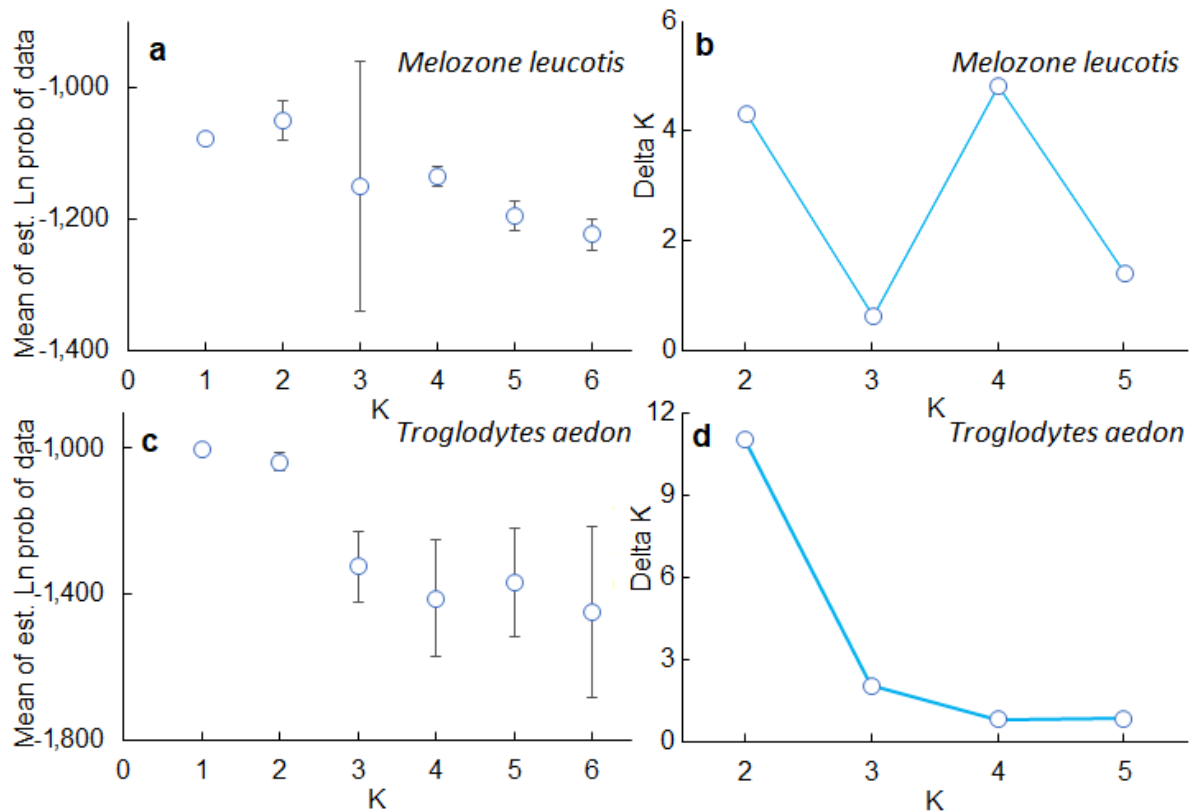 a
Melozone leucotis
Mean of est. Ln prob of data
-1,000
-1,200
-1,400
0 1 2 3 4 5 6
K
b
Melozone leucotis
Delta K
6
4
2
0
2 3 4 5
K
c
Troglodytes aedon
Mean of est. Ln prob of data
-1,000
-1,400
-1,800
0 1 2 3 4 5 6
K
d
Troglodytes aedon
Delta K
12
9
6
3
0
2 3 4 5
K